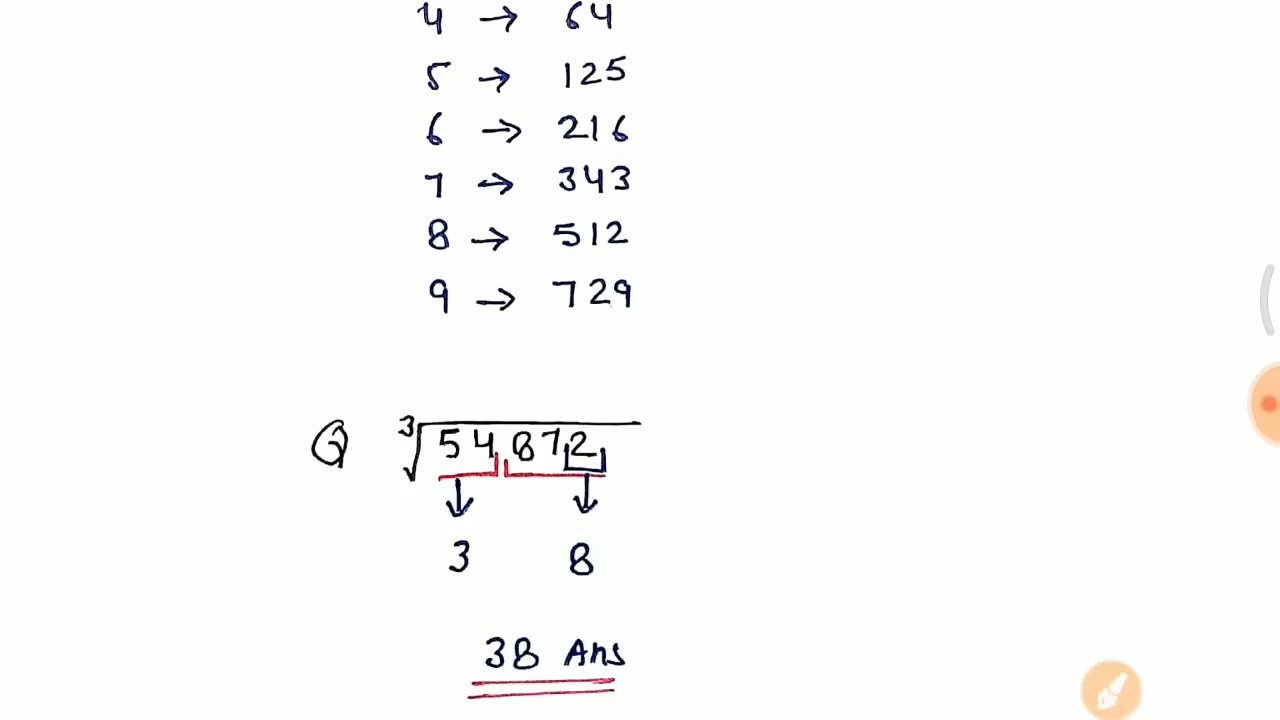 4 → 64
5 → 125
6 → 216
7 → 343
8 → 512
9 → 729
Q ∛54872
3 8
38 Ans